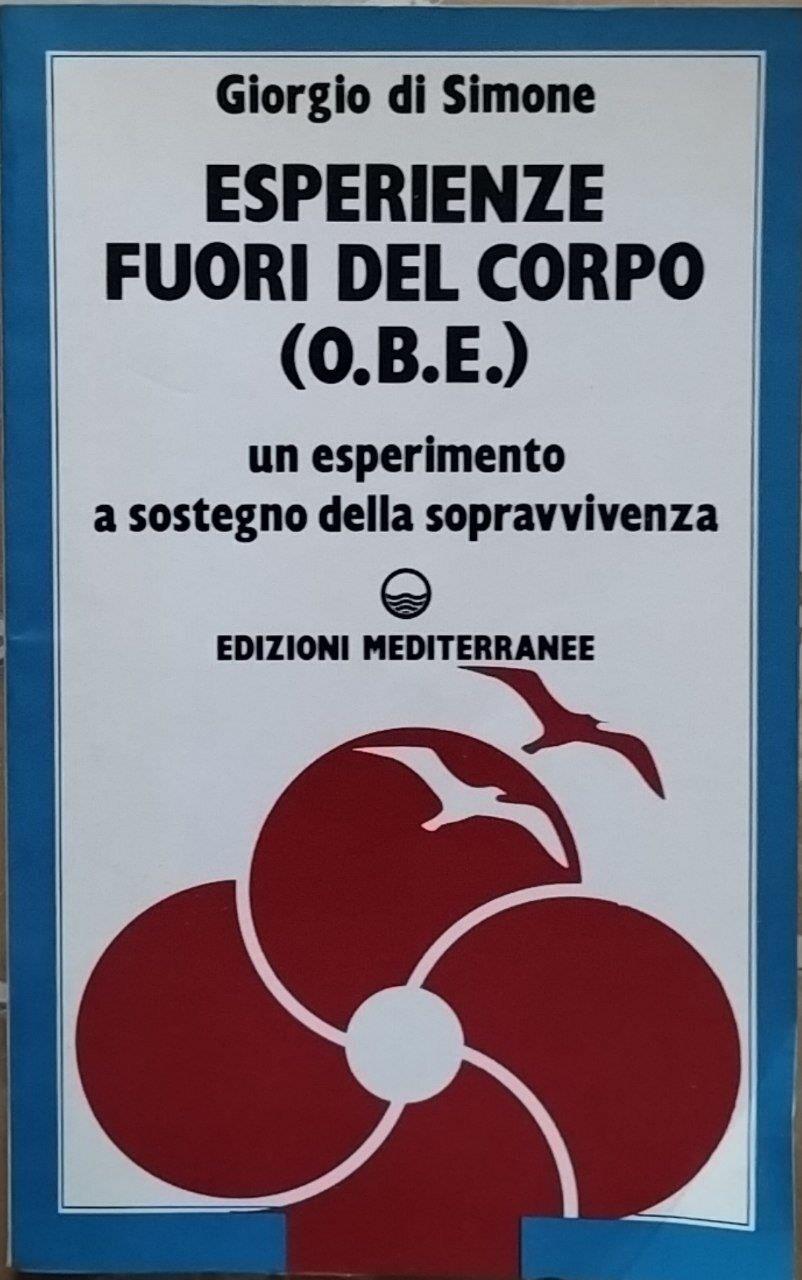 Giorgio di Simone
ESPERIENZE
FUORI DEL CORPO
(O.B.E.)
un esperimento
a sostegno della sopravvivenza
EDIZIONI MEDITERRANEE